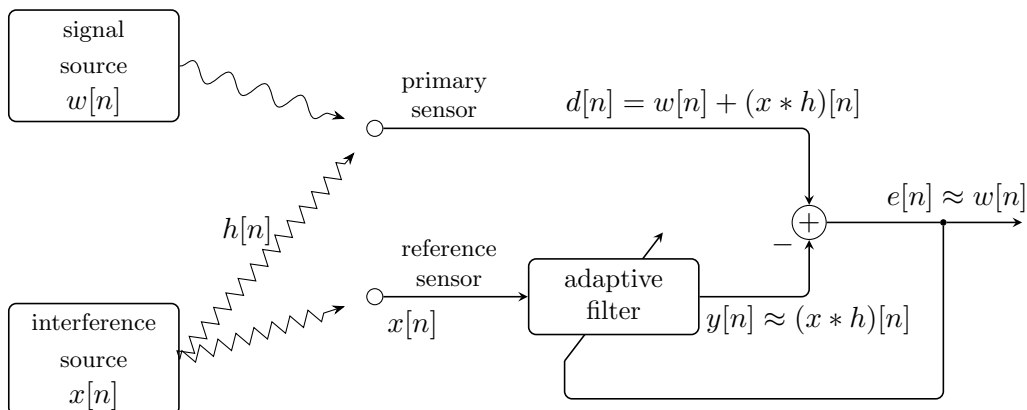 signal
source
w[n]
primary
sensor
d[n] = w[n] + (x ∗ h)[n]
h[n]
e[n] ≈ w[n]
+
−
reference
sensor
x[n]
adaptive
filter
y[n] ≈ (x ∗ h)[n]
interference
source
x[n]